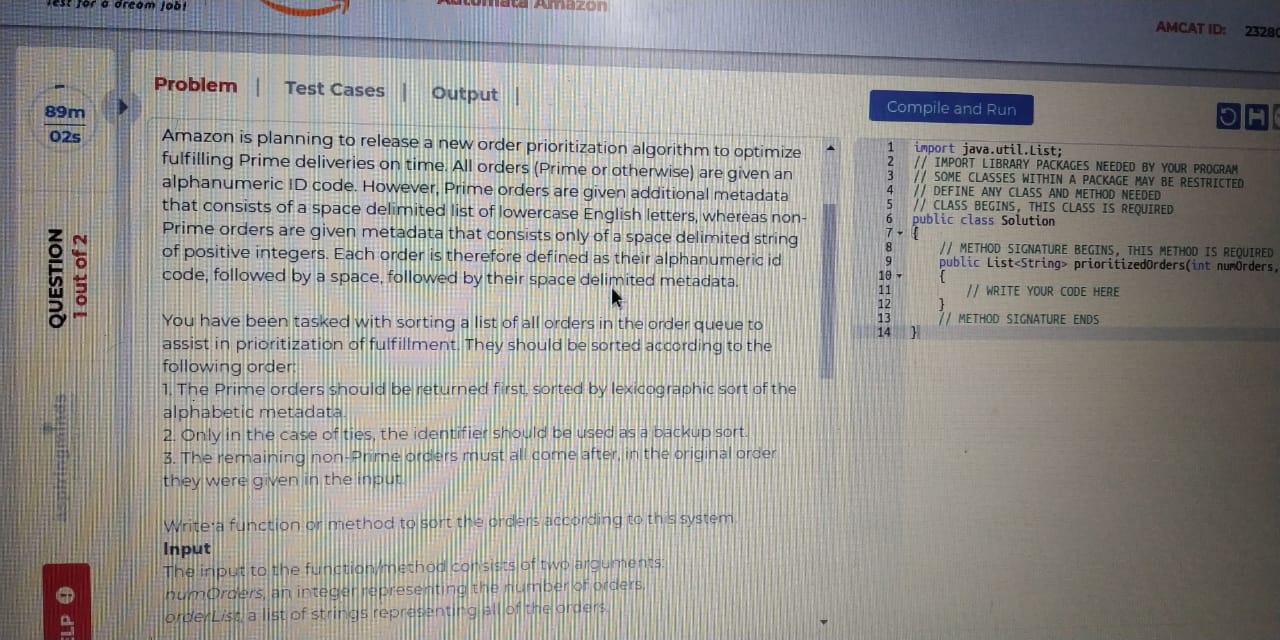 Test for a dream job!
Automata Amazon
AMCAT ID: 2328
89m
02s
QUESTION
1 out of 2
aspiringminds
LP
Problem | Test Cases | Output |
Amazon is planning to release a new order prioritization algorithm to optimize
fulfilling Prime deliveries on time. All orders (Prime or otherwise) are given an
alphanumeric ID code. However, Prime orders are given additional metadata
that consists of a space delimited list of lowercase English letters, whereas non-
Prime orders are given metadata that consists only of a space delimited string
of positive integers. Each order is therefore defined as their alphanumeric id
code, followed by a space, followed by their space delimited metadata.
You have been tasked with sorting a list of all orders in the order queue to
assist in prioritization of fulfillment. They should be sorted according to the
following order:
1. The Prime orders should be returned first, sorted by lexicographic sort of the
alphabetic metadata.
2. Only in the case of ties, the identifier should be used as a backup sort.
3. The remaining non-Prime orders must all come after, in the original order
they were given in the input.
Write a function or method to sort the orders according to this system.
Input
The input to the function/method consists of two arguments:
numOrders, an integer representing the number of orders,
orderList, a list of strings representing all of the orders.
Compile and Run
1 import java.util.List;
2 // IMPORT LIBRARY PACKAGES NEEDED BY YOUR PROGRAM
3 // SOME CLASSES WITHIN A PACKAGE MAY BE RESTRICTED
4 // DEFINE ANY CLASS AND METHOD NEEDED
5 // CLASS BEGINS, THIS CLASS IS REQUIRED
6 public class Solution
7 {
8 // METHOD SIGNATURE BEGINS, THIS METHOD IS REQUIRED
9 public List<String> prioritizedOrders(int numOrders,
10 {
11 // WRITE YOUR CODE HERE
12 }
13 // METHOD SIGNATURE ENDS
14 }